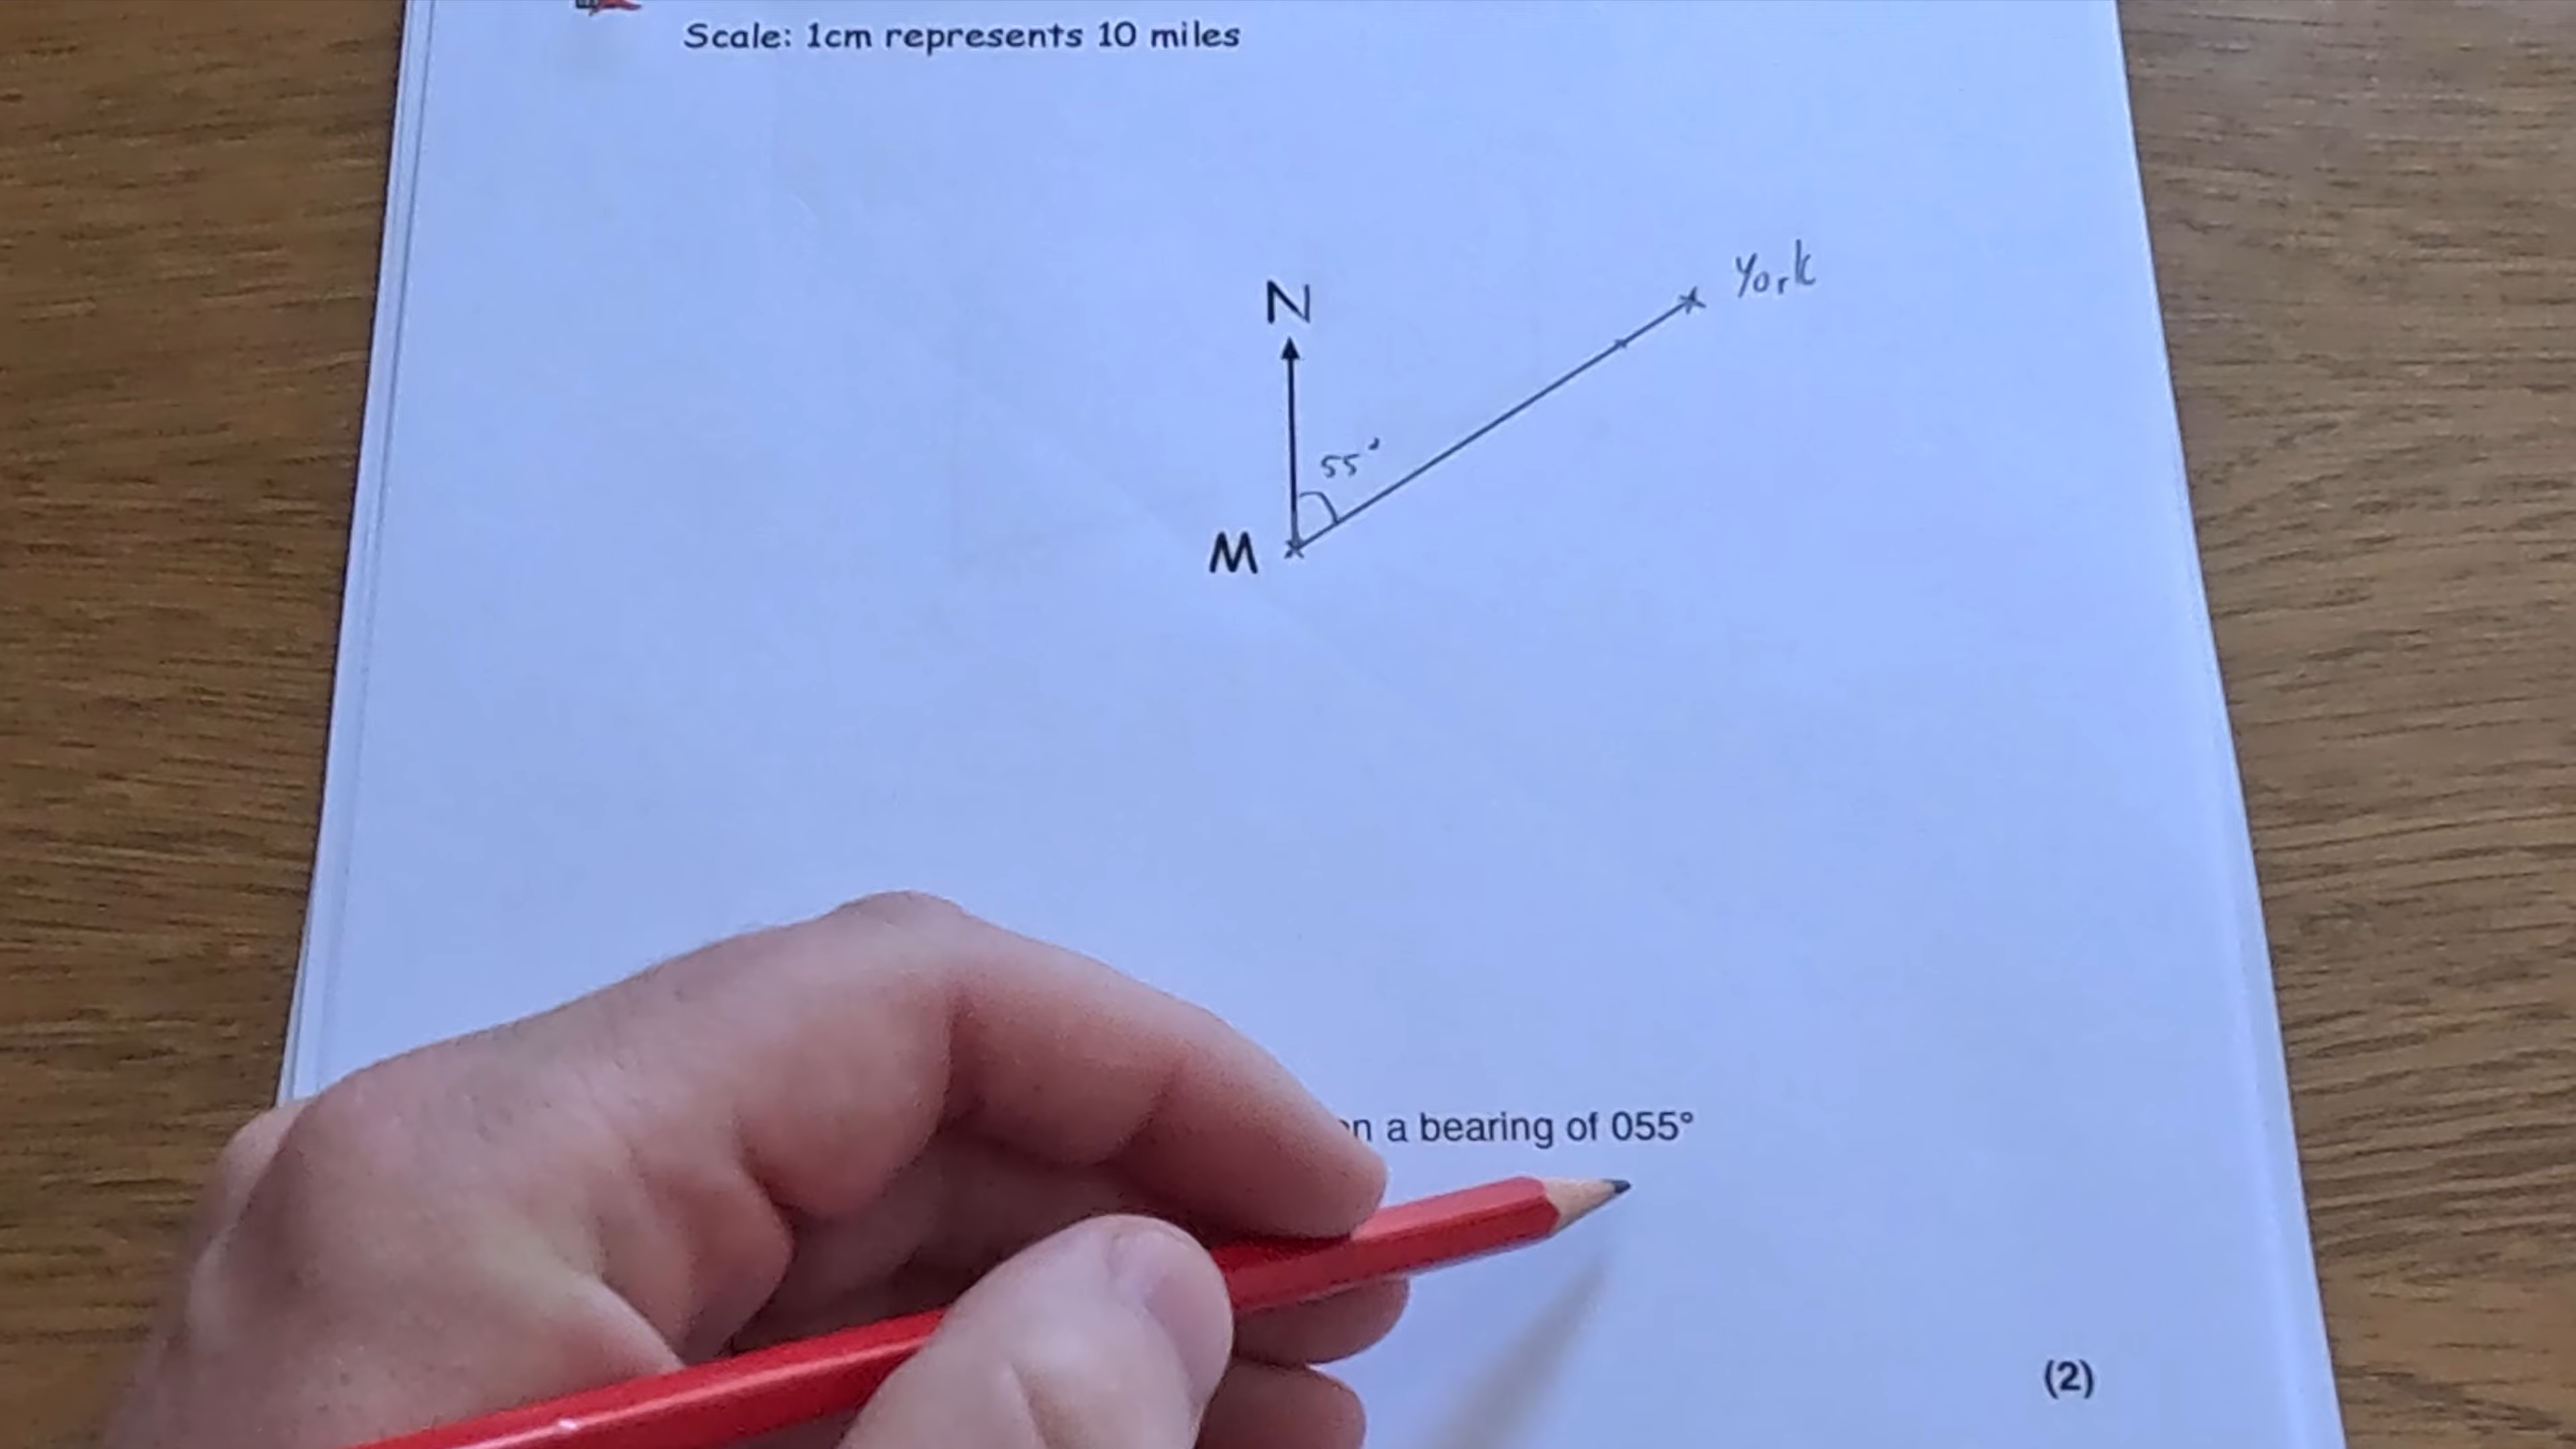 Scale: 1cm represents 10 miles
York
N
55°
M
a bearing of 055°
(2)